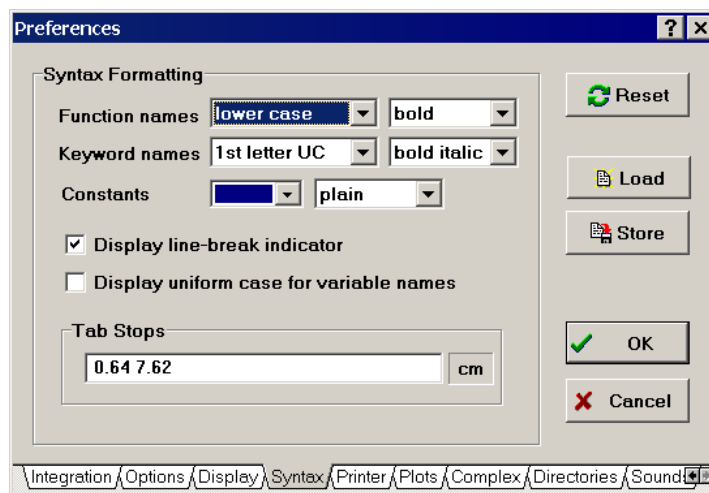 Preferences
Syntax Formatting
Function names lower case bold
Keyword names 1st letter UC bold italic
Constants plain
Display line-break indicator
Display uniform case for variable names
Tab Stops
0.64 7.62 cm
Reset
Load
Store
OK
Cancel
Integration Options Display Syntax Printer Plots Complex Directories Sound